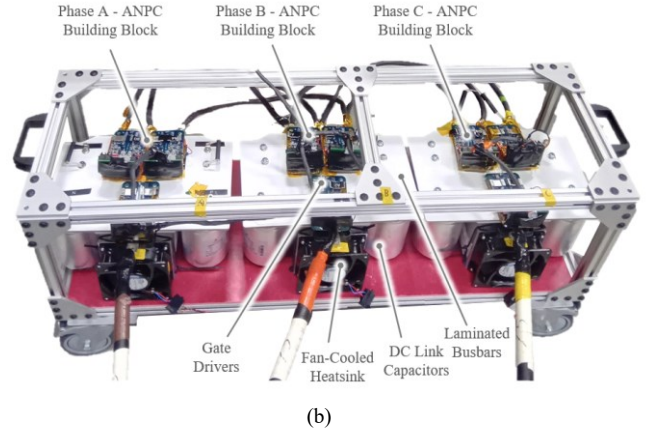 Phase A - ANPC
Building Block
Phase B - ANPC
Building Block
Phase C - ANPC
Building Block
Gate
Drivers
Fan-Cooled
Heatsink
DC Link
Capacitors
Laminated
Busbars
(b)